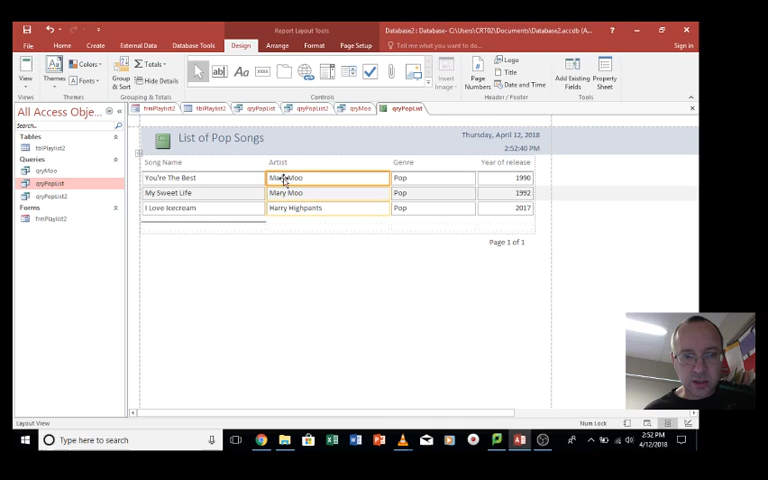 Report Layout Tools
Database2 : Database- C:\Users\CRT02\Documents\Database2.accdb (A...
File Home Create External Data Database Tools Design Arrange Format Page Setup
Tell me what you want to do...
Sign in
View
Themes
Colors
Fonts
Group & Sort
Totals
Hide Details
ab|
Aa
Insert Image
Page Numbers
Logo
Title
Date and Time
Add Existing Fields
Property Sheet
Views Themes Grouping & Totals Controls Header / Footer Tools
All Access Obje...
Search...
Tables
tblPlaylist2
Queries
qryMoo
qryPopList
qryPopList2
Forms
frmPlaylist2
frmPlaylist2 tblPlaylist2 qryPopList qryPopList2 qryMoo qryPopList
List of Pop Songs
Thursday, April 12, 2018
2:52:40 PM
Song Name Artist Genre Year of release
You're The Best Mary Moo Pop 1990
My Sweet Life Mary Moo Pop 1992
I Love Icecream Harry Highpants Pop 2017
Page 1 of 1
Layout View
Num Lock
Type here to search
2:52 PM
4/12/2018